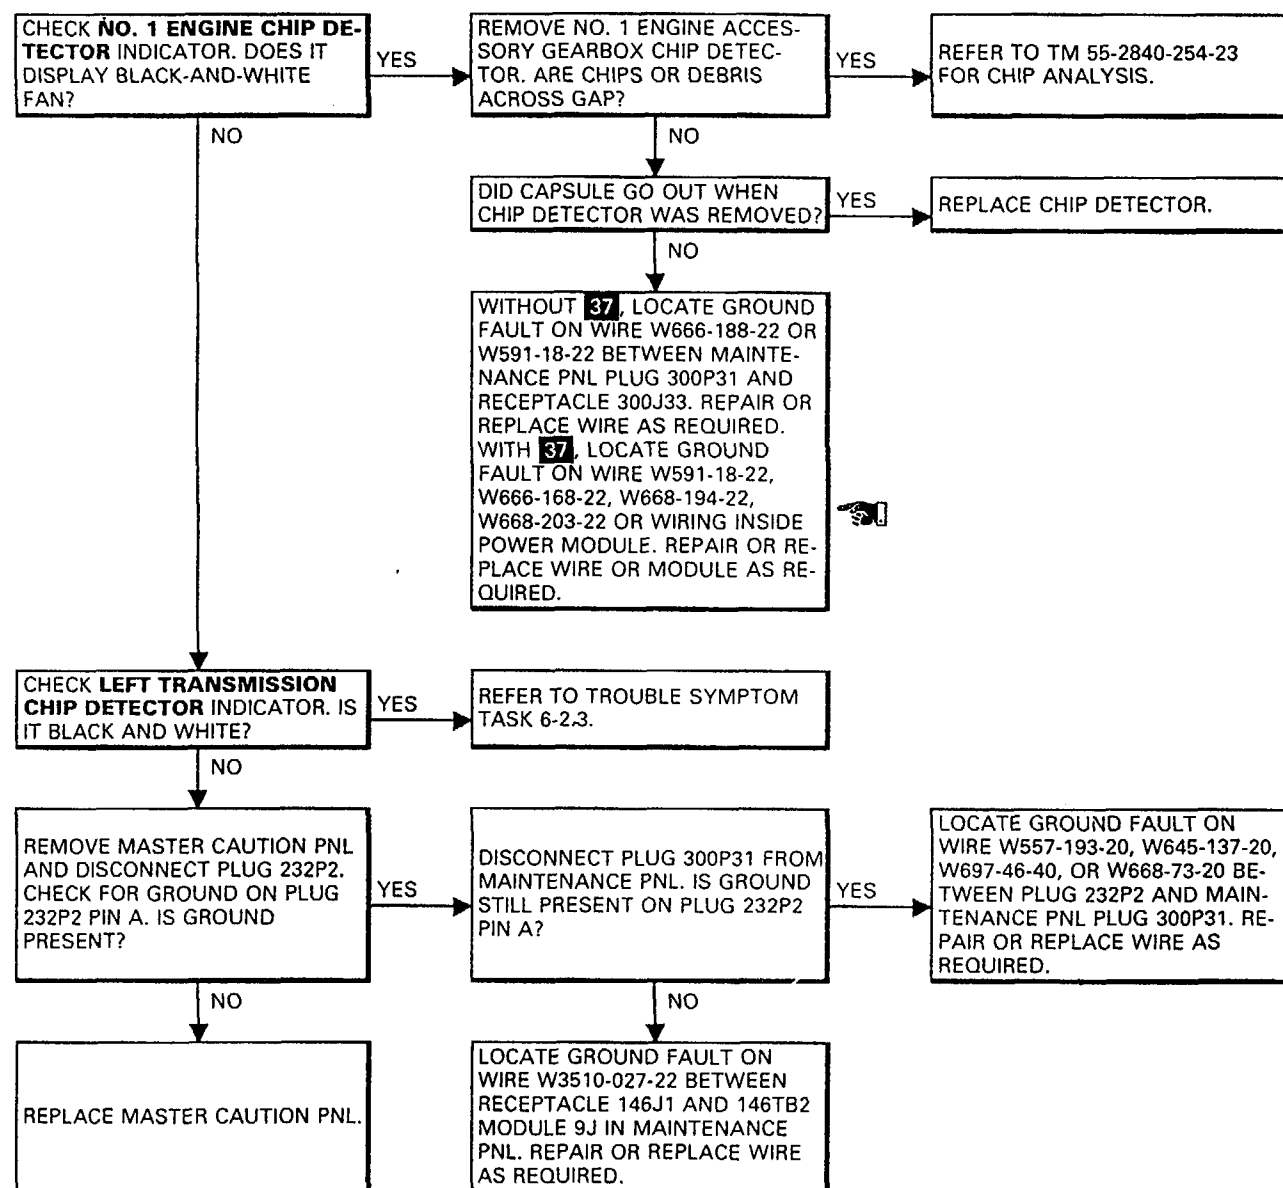 CHECK NO. 1 ENGINE CHIP DE-
TECTOR INDICATOR. DOES IT
DISPLAY BLACK-AND-WHITE
FAN?
YES
REMOVE NO. 1 ENGINE ACCES-
SORY GEARBOX CHIP DETEC-
TOR. ARE CHIPS OR DEBRIS
ACROSS GAP?
YES
REFER TO TM 55-2840-254-23
FOR CHIP ANALYSIS.
NO
NO
DID CAPSULE GO OUT WHEN
CHIP DETECTOR WAS REMOVED?
YES
REPLACE CHIP DETECTOR.
NO
WITHOUT 37, LOCATE GROUND
FAULT ON WIRE W666-188-22 OR
W591-18-22 BETWEEN MAINTE-
NANCE PNL PLUG 300P31 AND
RECEPTACLE 300J33. REPAIR OR
REPLACE WIRE AS REQUIRED.
WITH 37, LOCATE GROUND
FAULT ON WIRE W591-18-22,
W666-168-22, W668-194-22,
W668-203-22 OR WIRING INSIDE
POWER MODULE. REPAIR OR RE-
PLACE WIRE OR MODULE AS RE-
QUIRED.
CHECK LEFT TRANSMISSION
CHIP DETECTOR INDICATOR. IS
IT BLACK AND WHITE?
YES
REFER TO TROUBLE SYMPTOM
TASK 6-2.3.
NO
REMOVE MASTER CAUTION PNL
AND DISCONNECT PLUG 232P2.
CHECK FOR GROUND ON PLUG
232P2 PIN A. IS GROUND
PRESENT?
YES
DISCONNECT PLUG 300P31 FROM
MAINTENANCE PNL. IS GROUND
STILL PRESENT ON PLUG 232P2
PIN A?
YES
LOCATE GROUND FAULT ON
WIRE W557-193-20, W645-137-20,
W697-46-40, OR W668-73-20 BE-
TWEEN PLUG 232P2 AND MAIN-
TENANCE PNL PLUG 300P31. RE-
PAIR OR REPLACE WIRE AS
REQUIRED.
NO
NO
REPLACE MASTER CAUTION PNL.
LOCATE GROUND FAULT ON
WIRE W3510-027-22 BETWEEN
RECEPTACLE 146J1 AND 146TB2
MODULE 9J IN MAINTENANCE
PNL. REPAIR OR REPLACE WIRE
AS REQUIRED.